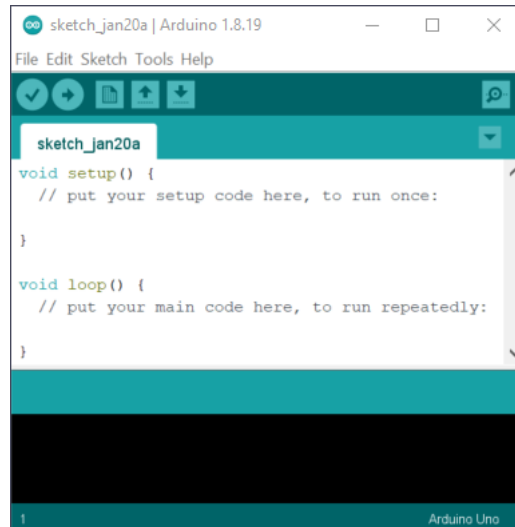 sketch_jan20a | Arduino 1.8.19
File Edit Sketch Tools Help
sketch_jan20a
void setup() {
  // put your setup code here, to run once:
}
void loop() {
  // put your main code here, to run repeatedly:
}
1 Arduino Uno